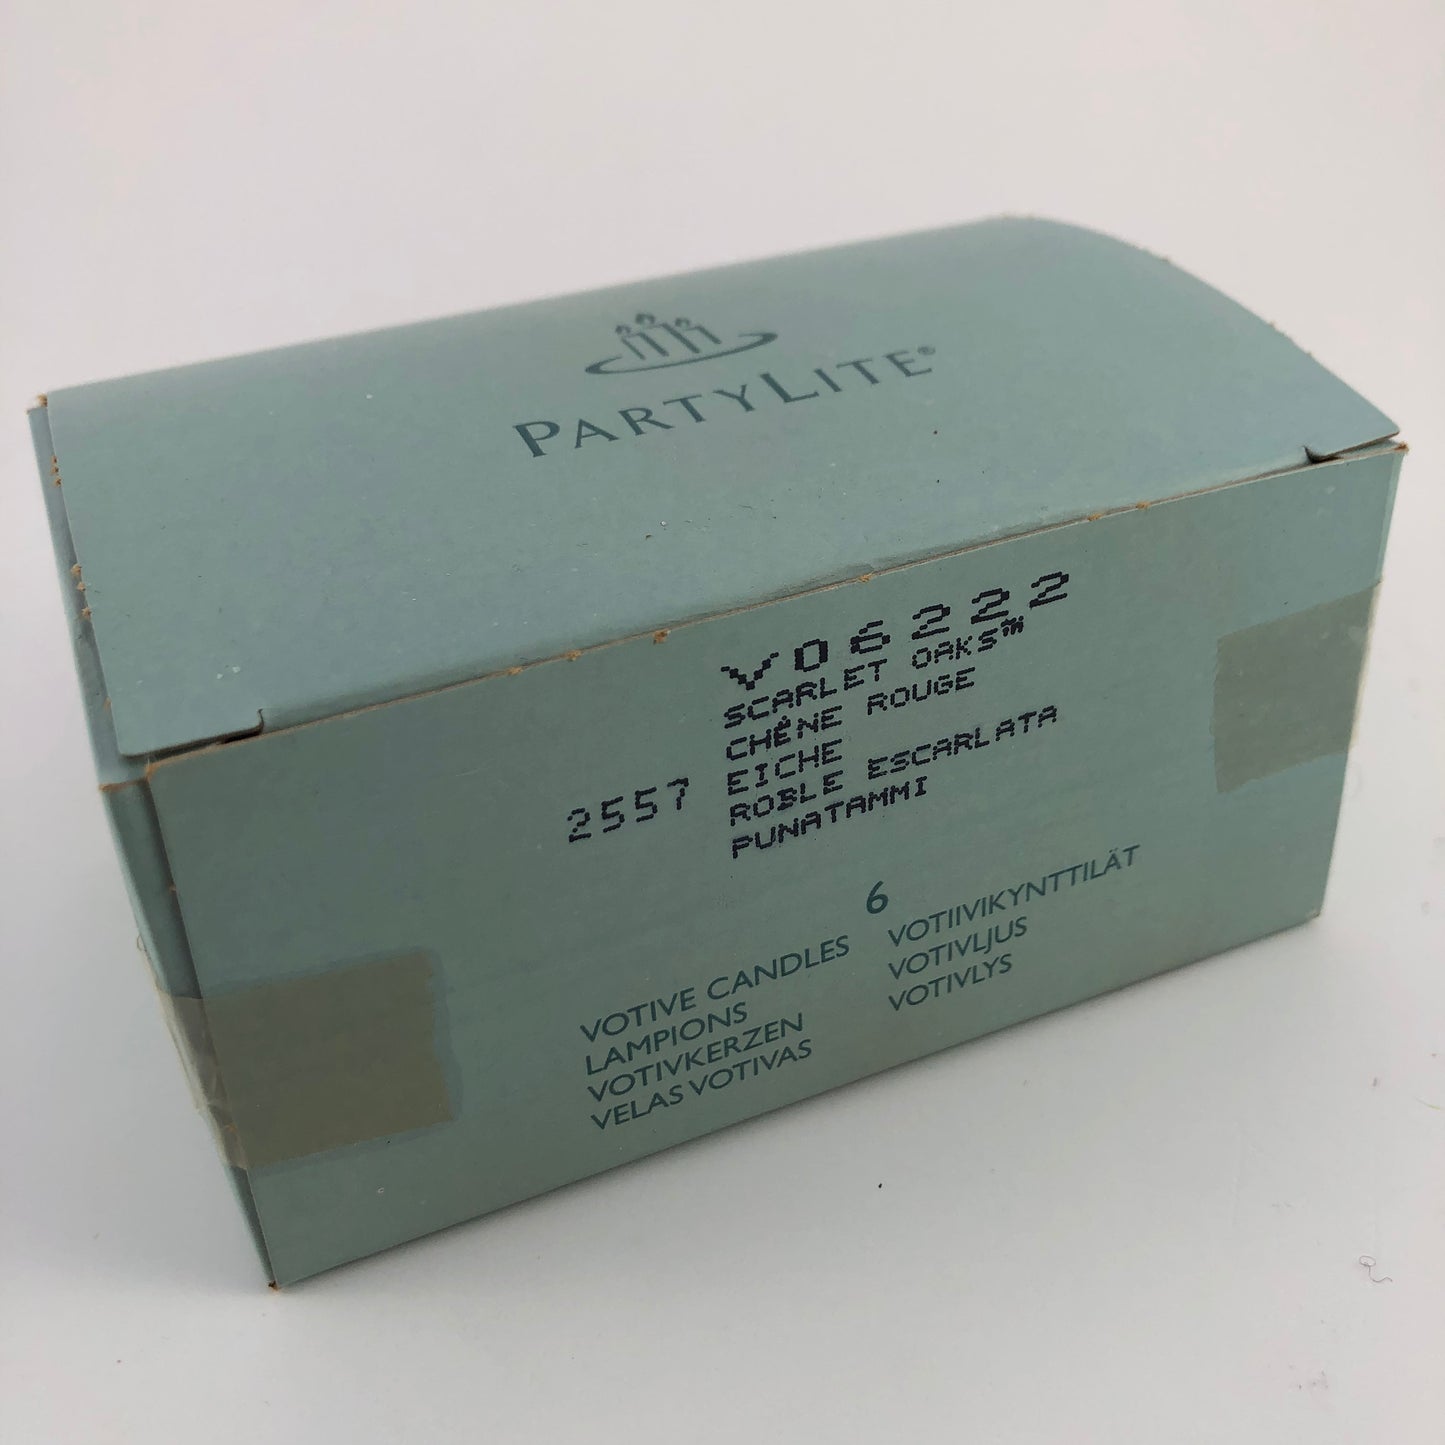 PARTYLITE®
V06222
SCARLET OAKS™
CHÊNE ROUGE
2557 EICHE
ROBLE ESCARLATA
PUNATAMMI
6
VOTIVE CANDLES VOTIIVIKYNTTILÄT
LAMPIONS VOTIVLJUS
VOTIVKERZEN VOTIVLYS
VELAS VOTIVAS